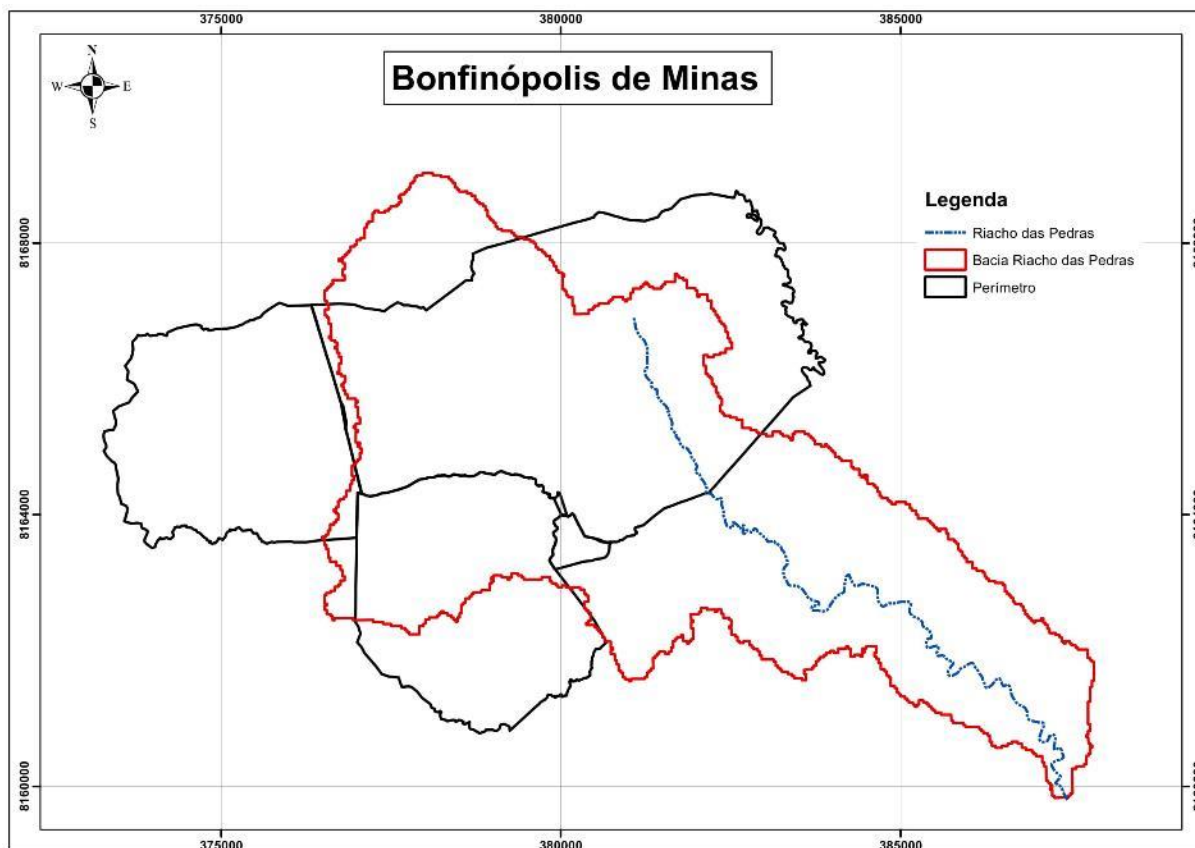 375000 380000 385000
N
W E
S
Bonfinópolis de Minas
Legenda
Riacho das Pedras
Bacia Riacho das Pedras
Perímetro
8168000
8164000
8160000
375000 380000 385000